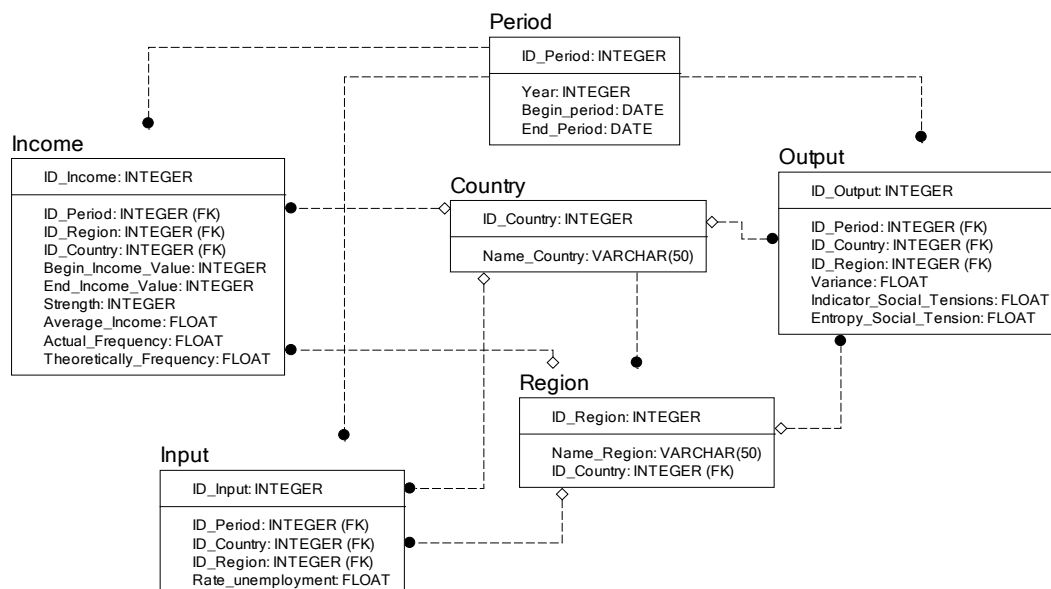 Period
ID_Period: INTEGER
Year: INTEGER
Begin_period: DATE
End_Period: DATE
Income
ID_Income: INTEGER
ID_Period: INTEGER (FK)
ID_Region: INTEGER (FK)
ID_Country: INTEGER (FK)
Begin_Income_Value: INTEGER
End_Income_Value: INTEGER
Strength: INTEGER
Average_Income: FLOAT
Actual_Frequency: FLOAT
Theoretically_Frequency: FLOAT
Country
ID_Country: INTEGER
Name_Country: VARCHAR(50)
Output
ID_Output: INTEGER
ID_Period: INTEGER (FK)
ID_Country: INTEGER (FK)
ID_Region: INTEGER (FK)
Variance: FLOAT
Indicator_Social_Tensions: FLOAT
Entropy_Social_Tension: FLOAT
Region
ID_Region: INTEGER
Name_Region: VARCHAR(50)
ID_Country: INTEGER (FK)
Input
ID_Input: INTEGER
ID_Period: INTEGER (FK)
ID_Country: INTEGER (FK)
ID_Region: INTEGER (FK)
Rate_unemployment: FLOAT